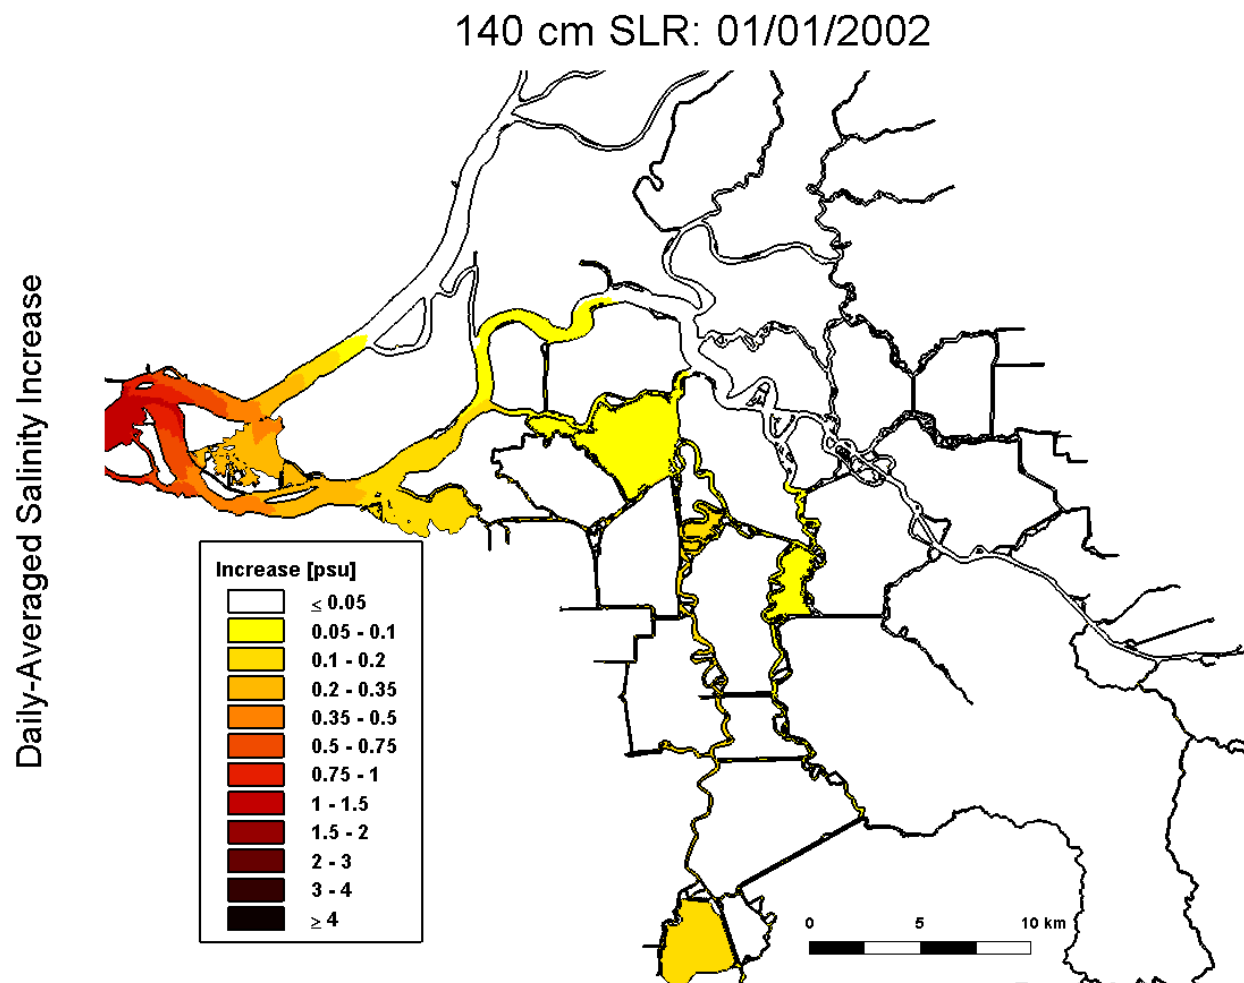 140 cm SLR: 01/01/2002
Daily-Averaged Salinity Increase
Increase [psu]
≤ 0.05
0.05 - 0.1
0.1 - 0.2
0.2 - 0.35
0.35 - 0.5
0.5 - 0.75
0.75 - 1
1 - 1.5
1.5 - 2
2 - 3
3 - 4
≥ 4
0 5 10 km